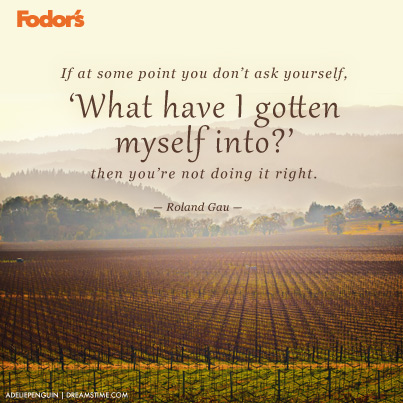 Fodor's
If at some point you don't ask yourself,
‘What have I gotten
myself into?’
then you're not doing it right.
— Roland Gau —
ADELIEPENGUIN | DREAMSTIME.COM